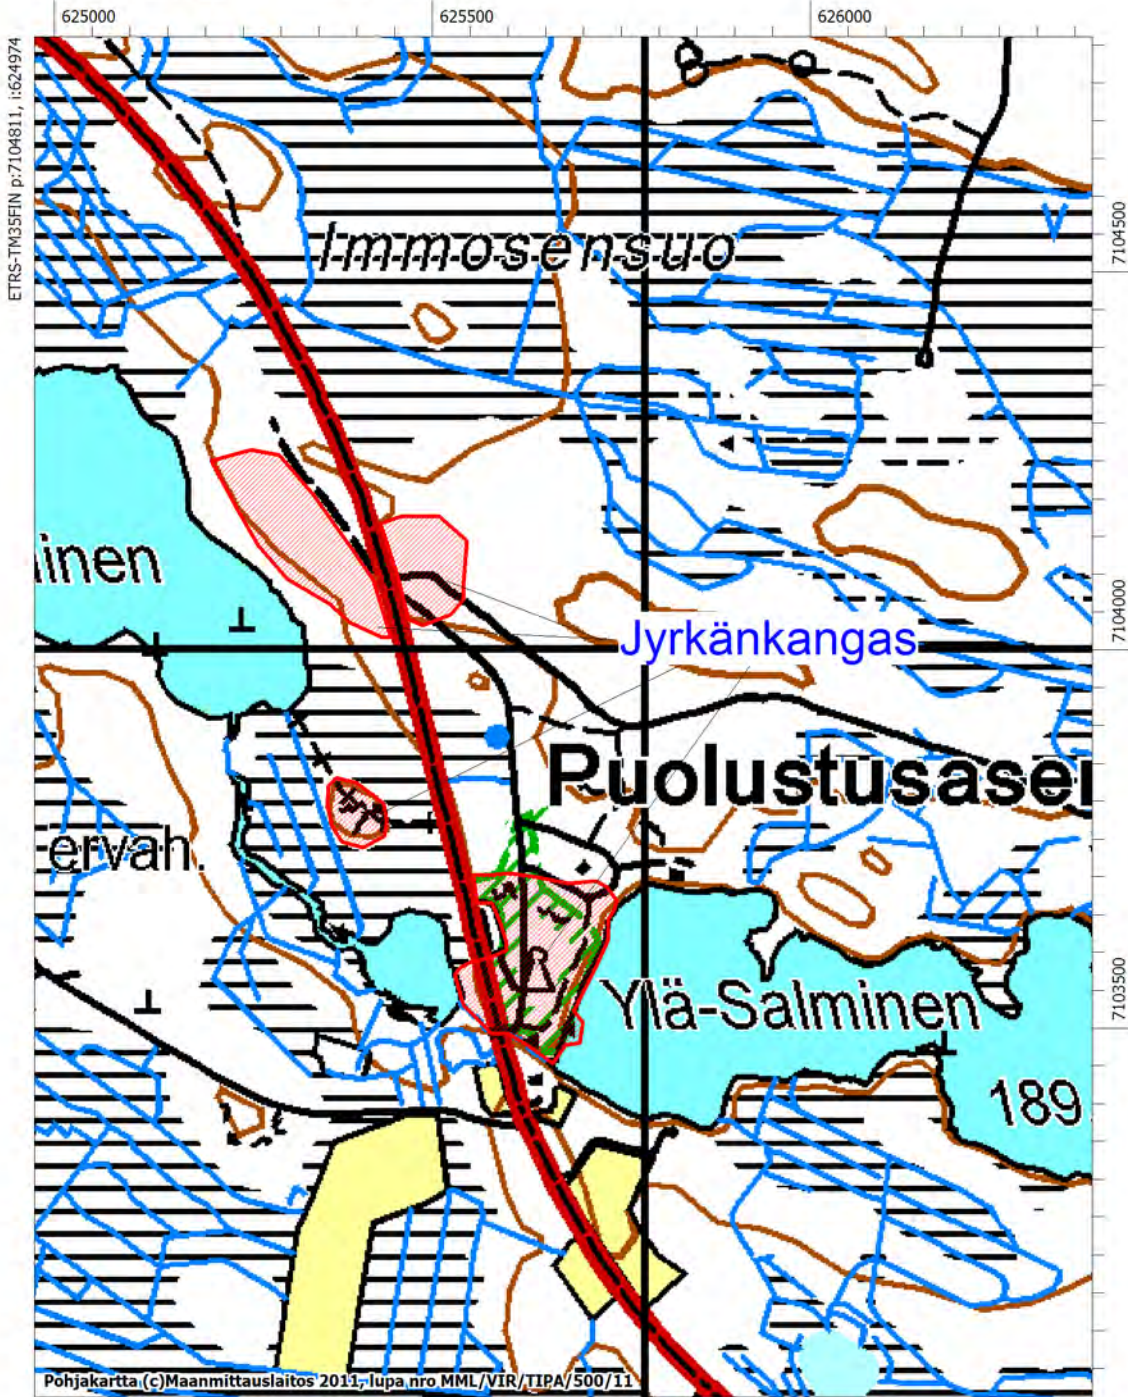 625000
625500
626000
ETRS-TM35FIN p:7104811, i:624974
Immosensuo
7104500
inen
7104000
Jyrkänkangas
Puolustusase
ervah.
7103500
Ylä-Salminen
189
Pohjakartta (c)Maanmittauslaitos 2011, lupa nro MML/VIR/TIPA/500/11